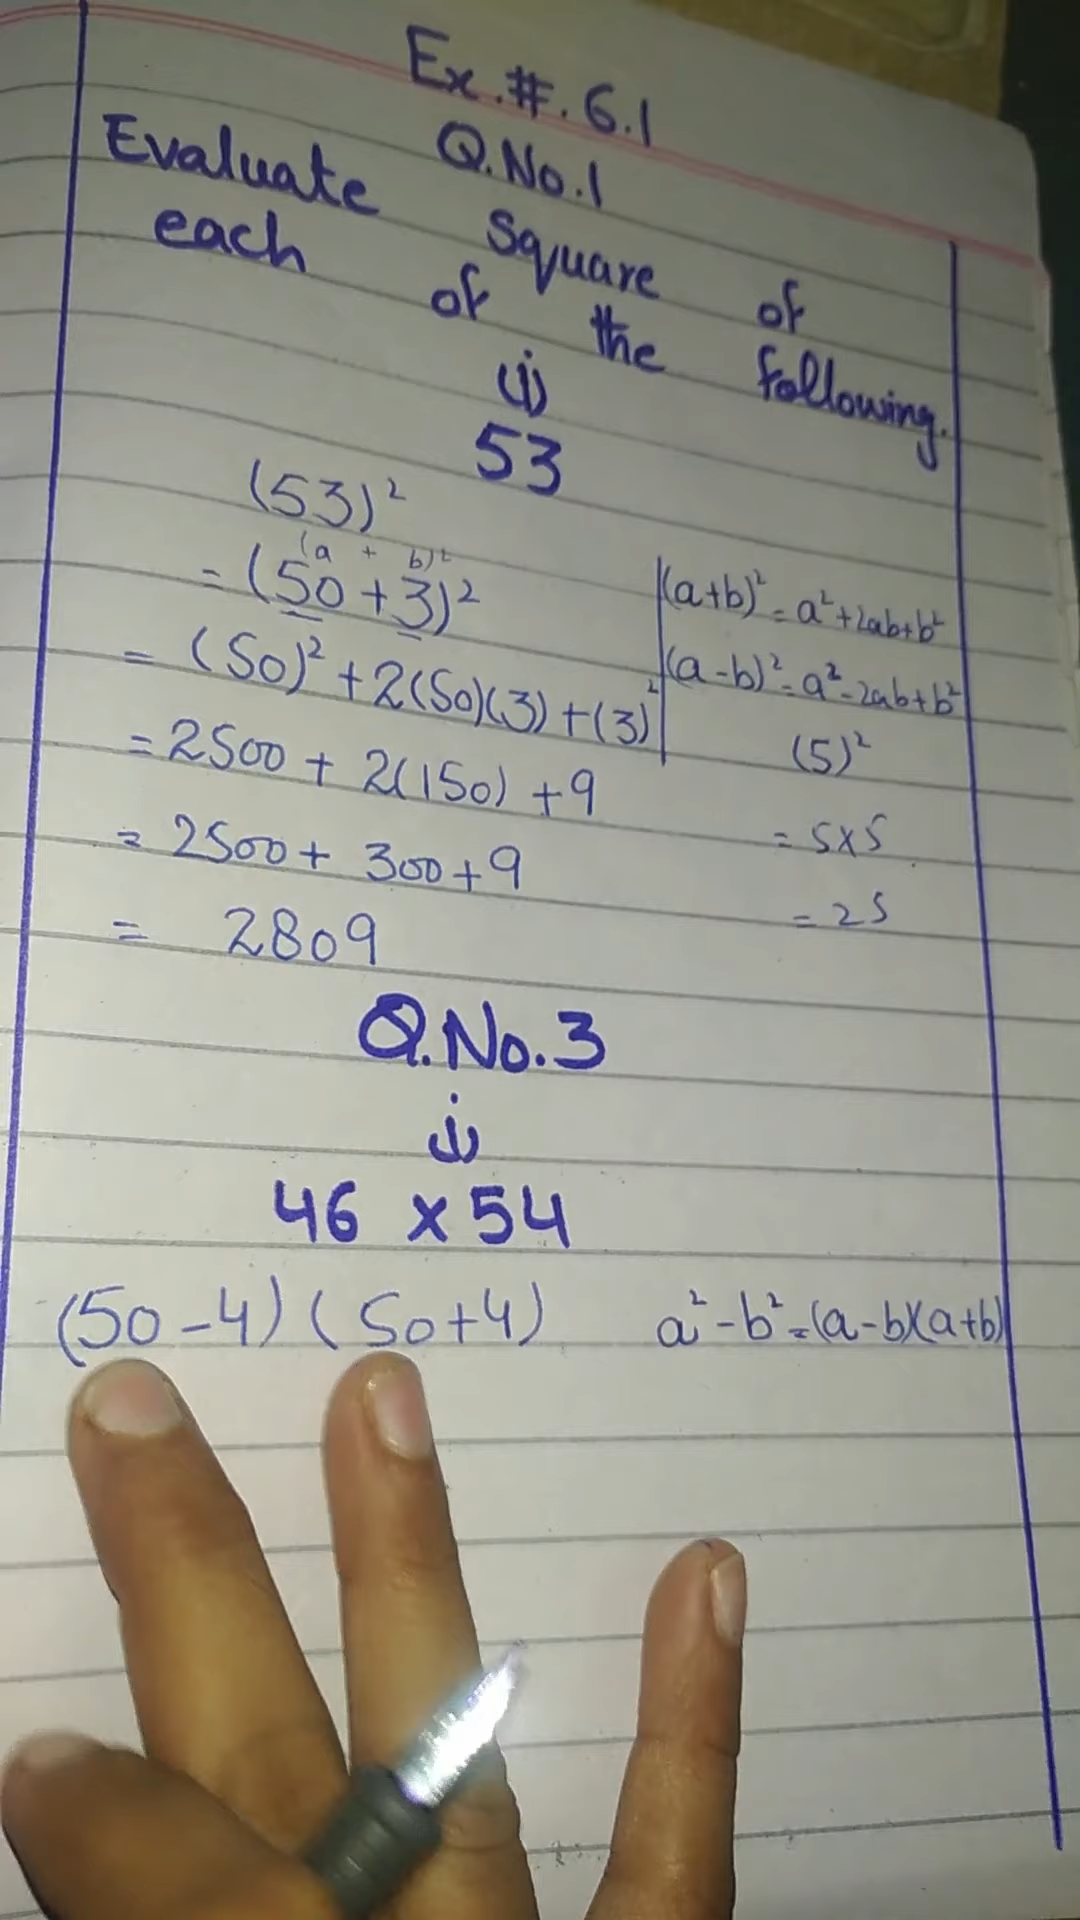 Ex.#.6.1
Q.No.1
Evaluate square of
each of the following.
(i)
53
(53)²
(a + b)²
= (50+3)²
= (50)²+2(50)(3)+(3)²
= 2500 + 2(150) +9
= 2500+ 300+9
= 2809
(a+b)² = a²+2ab+b²
(a-b)² = a²-2ab+b²
(5)²
= 5x5
= 25
Q.No.3
(i)
46 x 54
(50-4)(50+4) a²-b²=(a-b)(a+b)